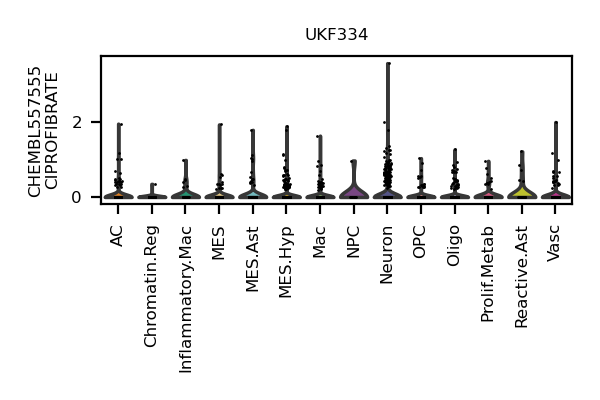 UKF334
CHEMBL557555
CIPROFIBRATE
2
0
AC
Chromatin.Reg
Inflammatory.Mac
MES
MES.Ast
MES.Hyp
Mac
NPC
Neuron
OPC
Oligo
Prolif.Metab
Reactive.Ast
Vasc